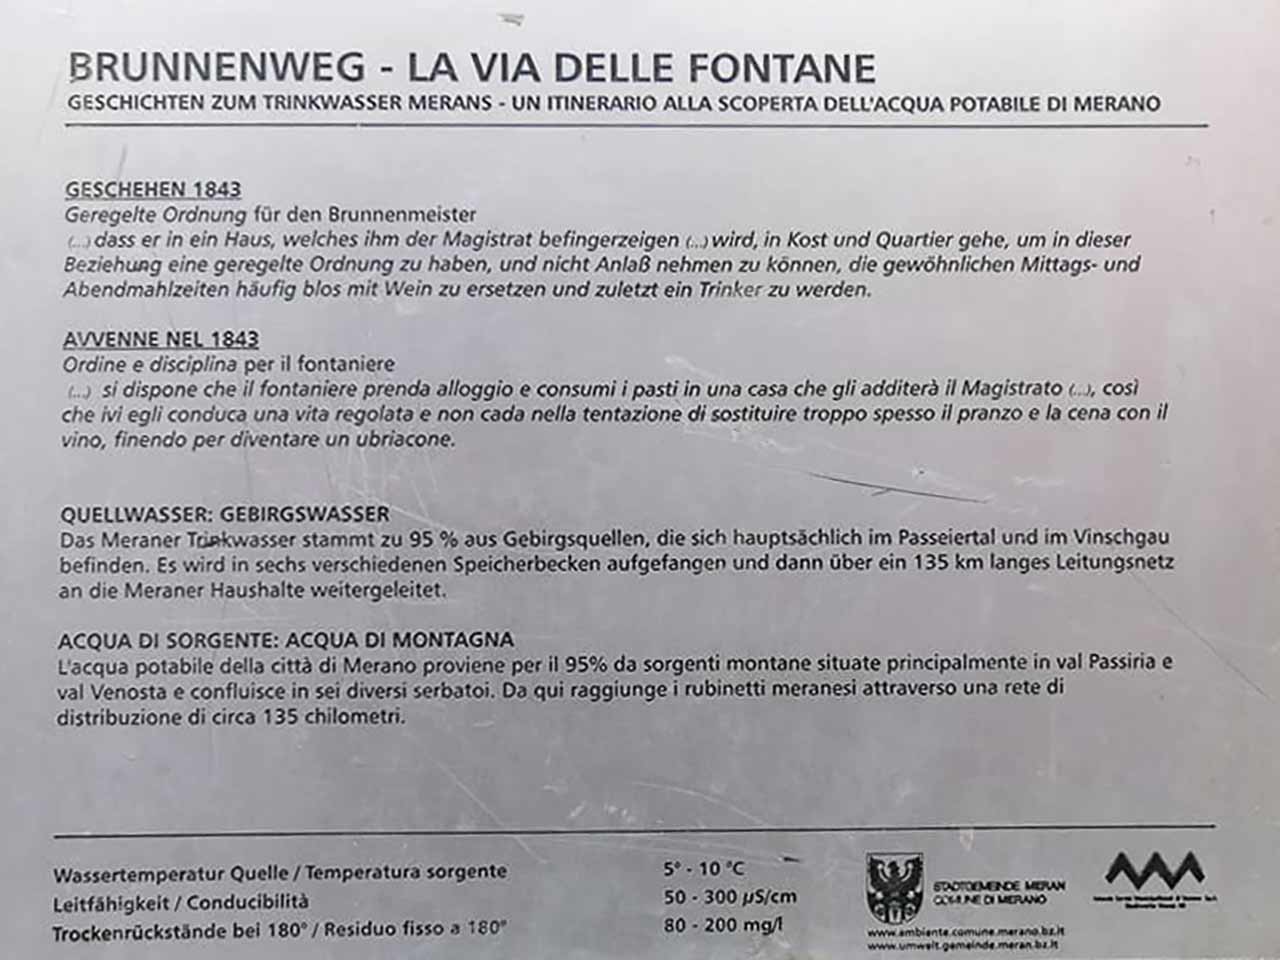 BRUNNENWEG - LA VIA DELLE FONTANE
GESCHICHTEN ZUM TRINKWASSER MERANS - UN ITINERARIO ALLA SCOPERTA DELL'ACQUA POTABILE DI MERANO
GESCHEHEN 1843
Geregelte Ordnung für den Brunnenmeister
(...) dass er in ein Haus, welches ihm der Magistrat befingerzeigen (...) wird, in Kost und Quartier gehe, um in dieser
Beziehung eine geregelte Ordnung zu haben, und nicht Anlaß nehmen zu können, die gewöhnlichen Mittags- und
Abendmahlzeiten häufig blos mit Wein zu ersetzen und zuletzt ein Trinker zu werden.
AVVENNE NEL 1843
Ordine e disciplina per il fontaniere
(...) si dispone che il fontaniere prenda alloggio e consumi i pasti in una casa che gli additerà il Magistrato (...), così
che ivi egli conduca una vita regolata e non cada nella tentazione di sostituire troppo spesso il pranzo e la cena con il
vino, finendo per diventare un ubriacone.
QUELLWASSER: GEBIRGSWASSER
Das Meraner Trinkwasser stammt zu 95 % aus Gebirgsquellen, die sich hauptsächlich im Passeiertal und im Vinschgau
befinden. Es wird in sechs verschiedenen Speicherbecken aufgefangen und dann über ein 135 km langes Leitungsnetz
an die Meraner Haushalte weitergeleitet.
ACQUA DI SORGENTE: ACQUA DI MONTAGNA
L'acqua potabile della città di Merano proviene per il 95% da sorgenti montane situate principalmente in val Passiria e
val Venosta e confluisce in sei diversi serbatoi. Da qui raggiunge i rubinetti meranesi attraverso una rete di
distribuzione di circa 135 chilometri.
Wassertemperatur Quelle / Temperatura sorgente 5° - 10 °C
Leitfähigkeit / Conducibilità 50 - 300 µS/cm
Trockenrückstände bei 180° / Residuo fisso a 180° 80 - 200 mg/l
STADTGEMEINDE MERAN
COMUNE DI MERANO
www.ambiente.comune.merano.bz.it
www.umwelt.gemeinde.meran.bz.it